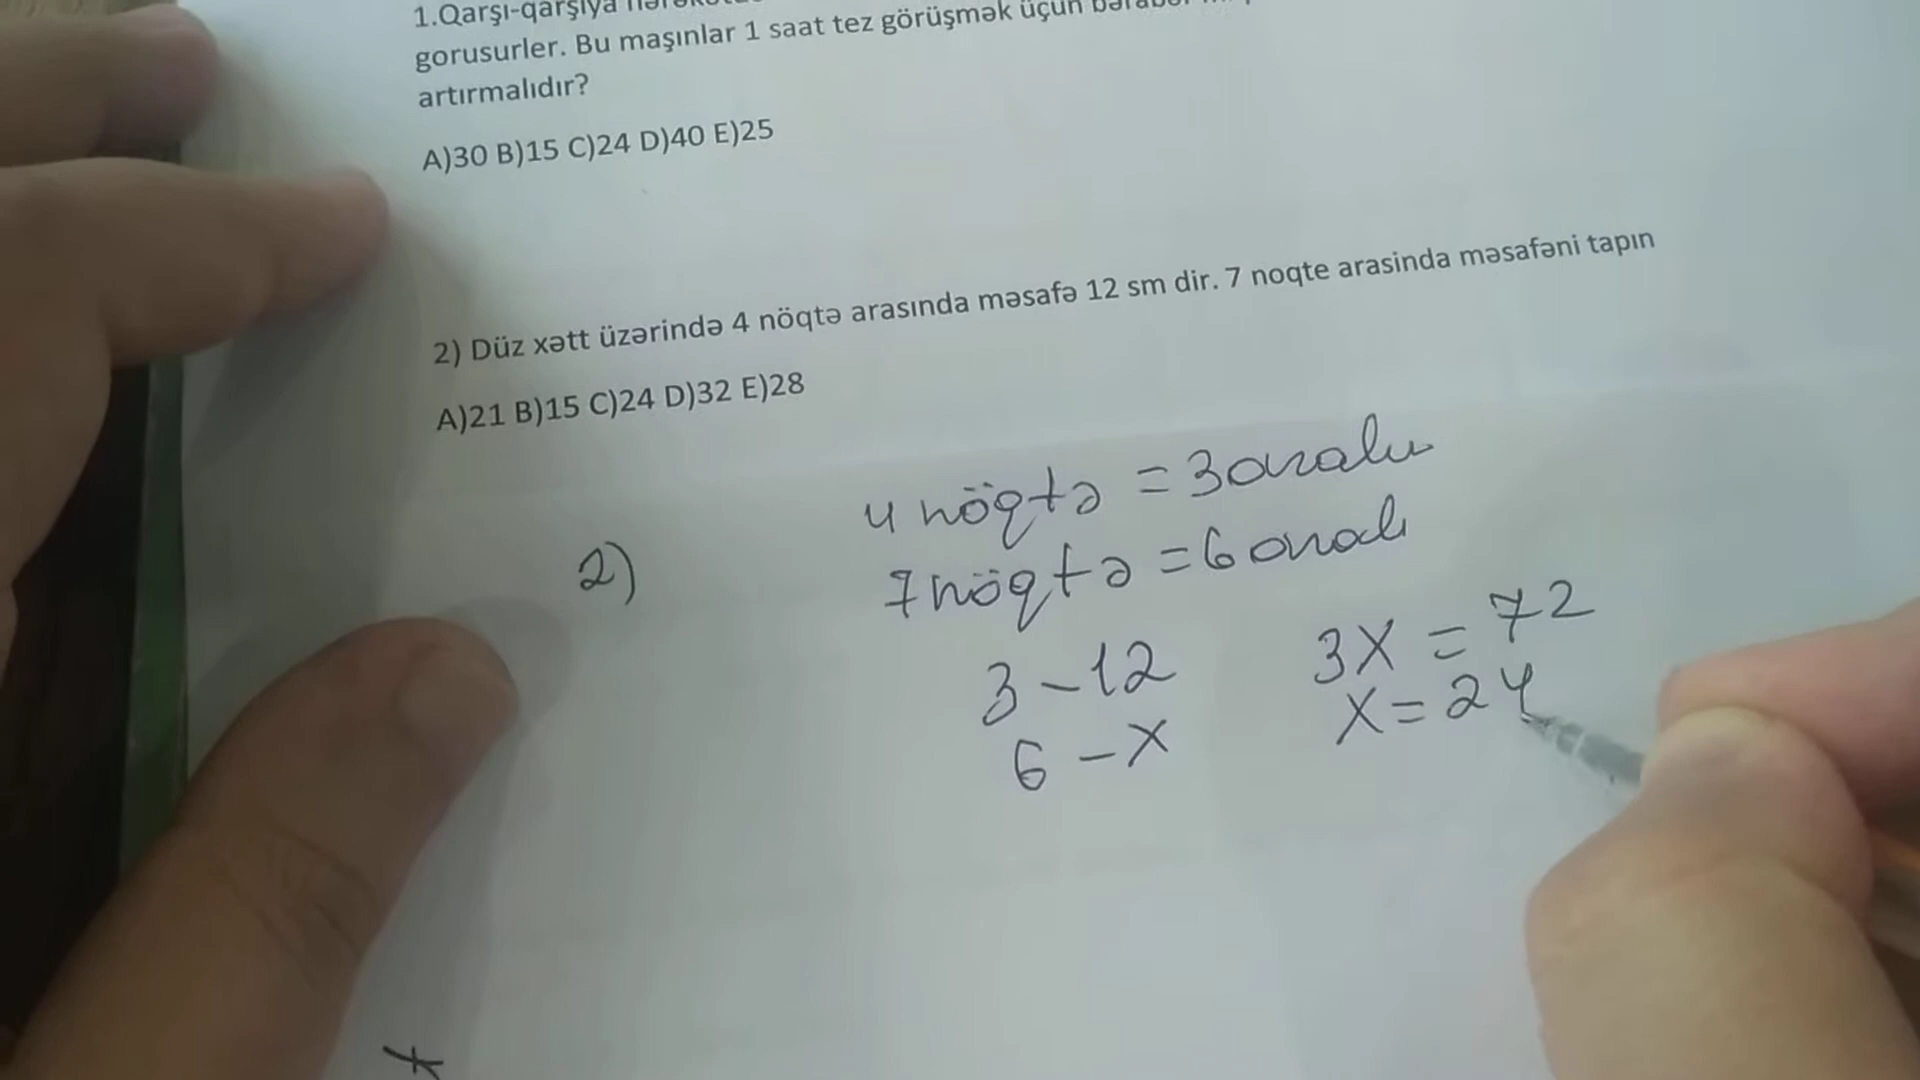 1.Qarşı-qarşıya
gorusurler. Bu maşınlar 1 saat tez görüşmək üçün
artırmalıdır?
A)30 B)15 C)24 D)40 E)25
2) Düz xətt üzərində 4 nöqtə arasında məsafə 12 sm dir. 7 noqte arasinda məsafəni tapın
A)21 B)15 C)24 D)32 E)28
4 nöqtə = 3 aralı
2) 7 nöqtə = 6 aralı
3 - 12 3X = 72
6 - X X = 24